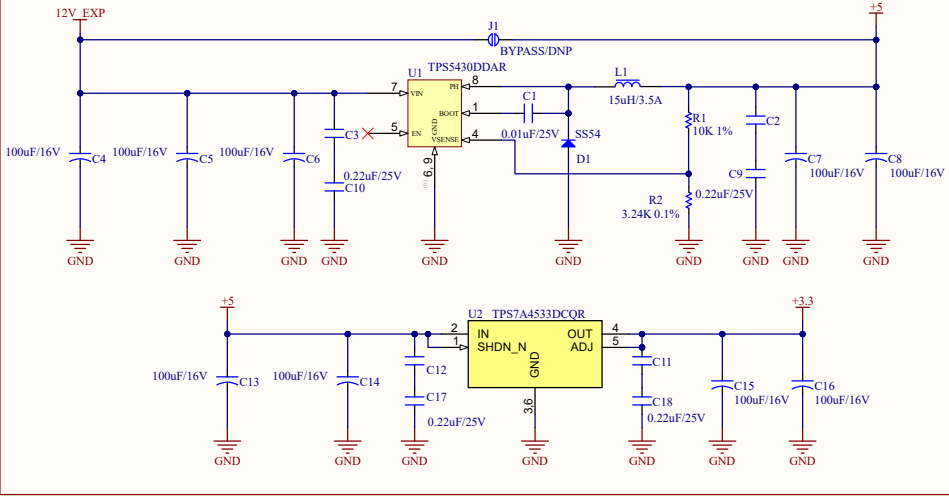 12V_EXP
+5
J1
BYPASS/DNP
U1
TPS5430DDAR
7
VIN
PH
8
L1
15uH/3.5A
BOOT
1
C1
0.01uF/25V
5
EN
GND
VSENSE
4
6, 9
SS54
D1
R1
10K 1%
C2
C3
100uF/16V
C4
100uF/16V
C5
100uF/16V
C6
0.22uF/25V
C10
C9
0.22uF/25V
C7
100uF/16V
C8
100uF/16V
R2
3.24K 0.1%
GND
GND
GND
GND
GND
GND
GND
GND
GND
GND
+5
U2
TPS7A4533DCQR
+3.3
2
IN
OUT
4
1
SHDN_N
ADJ
5
GND
3,6
100uF/16V
C13
100uF/16V
C14
C12
C17
0.22uF/25V
C11
C18
0.22uF/25V
C15
100uF/16V
C16
100uF/16V
GND
GND
GND
GND
GND
GND
GND